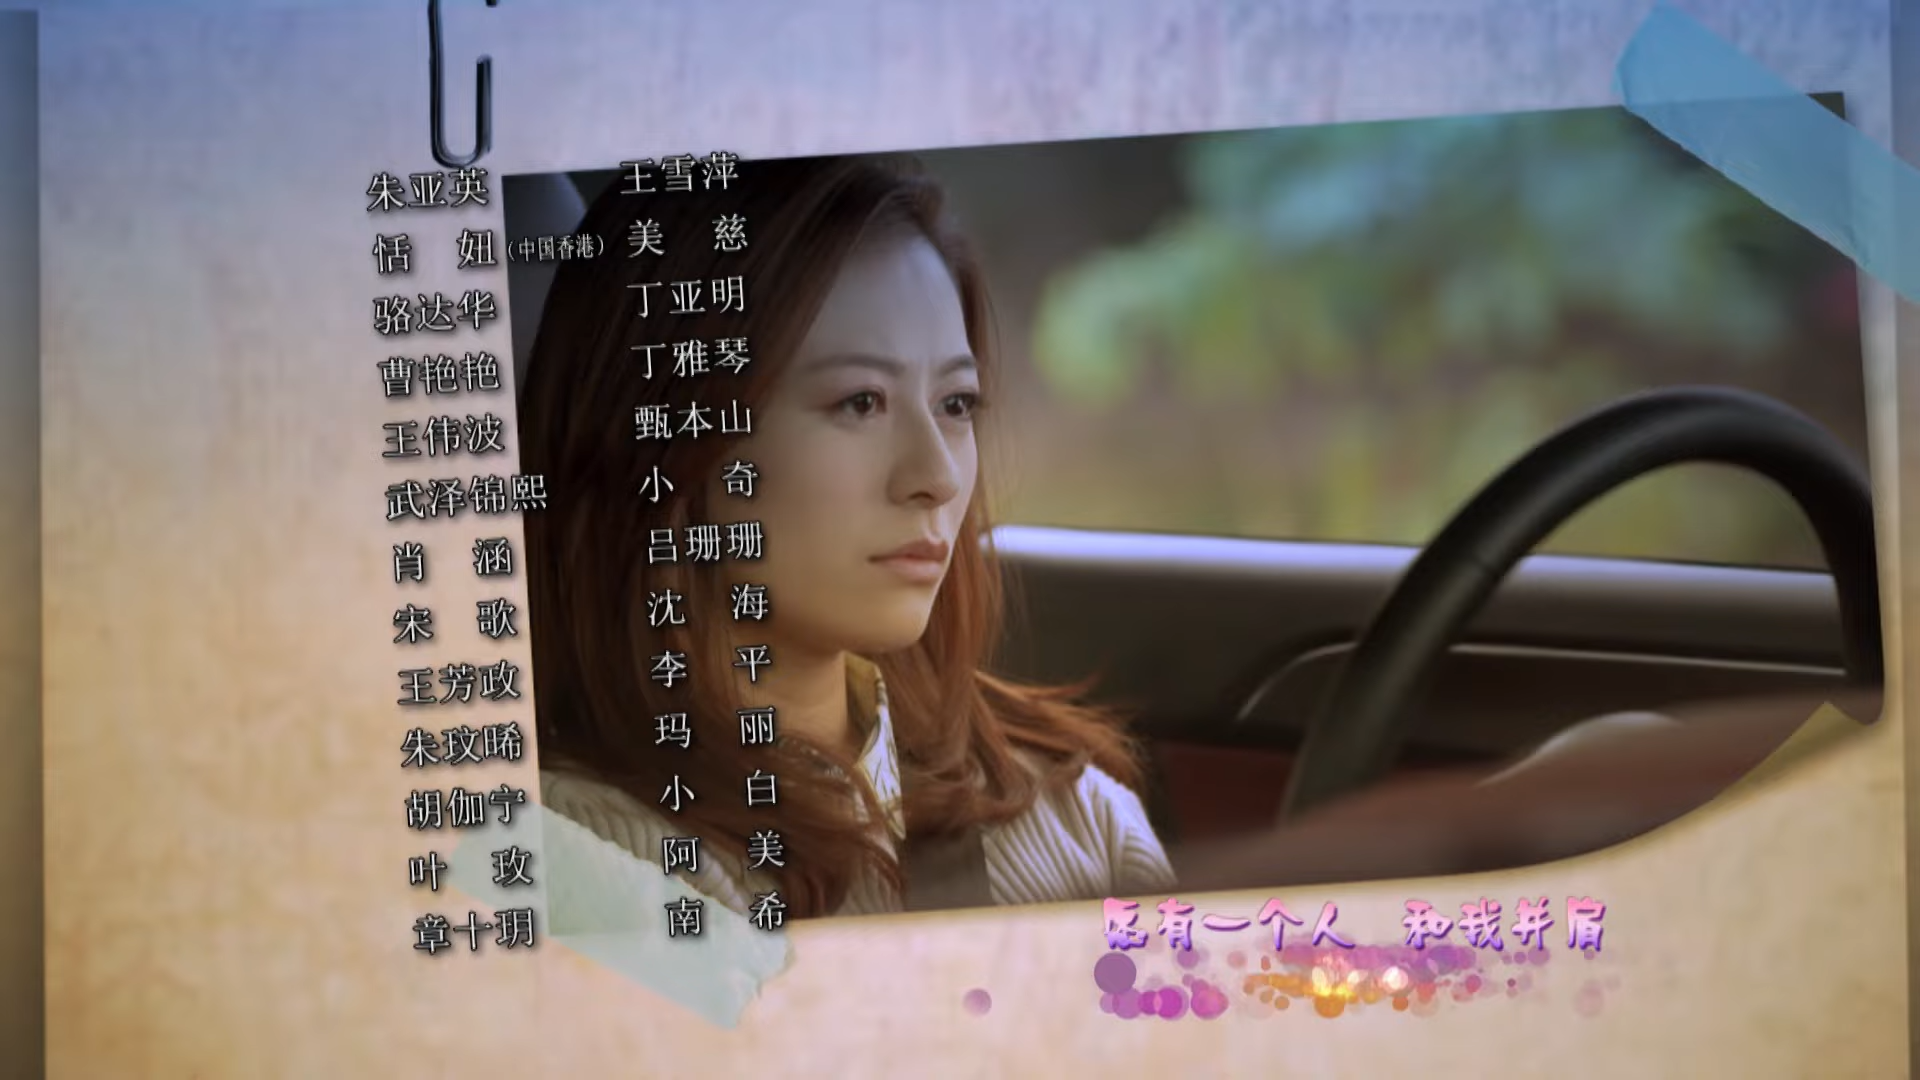 朱亚英 王雪萍
恬妞(中国香港) 美慈
骆达华 丁亚明
曹艳艳 丁雅琴
王伟波 甄本山
武泽锦熙 小奇
肖涵 吕珊珊
宋歌 沈海
王芳政 李平
朱玟晞 玛丽
胡伽宁 小白
叶玫 阿美
章十玥 南希
愿有一个人 和我并肩